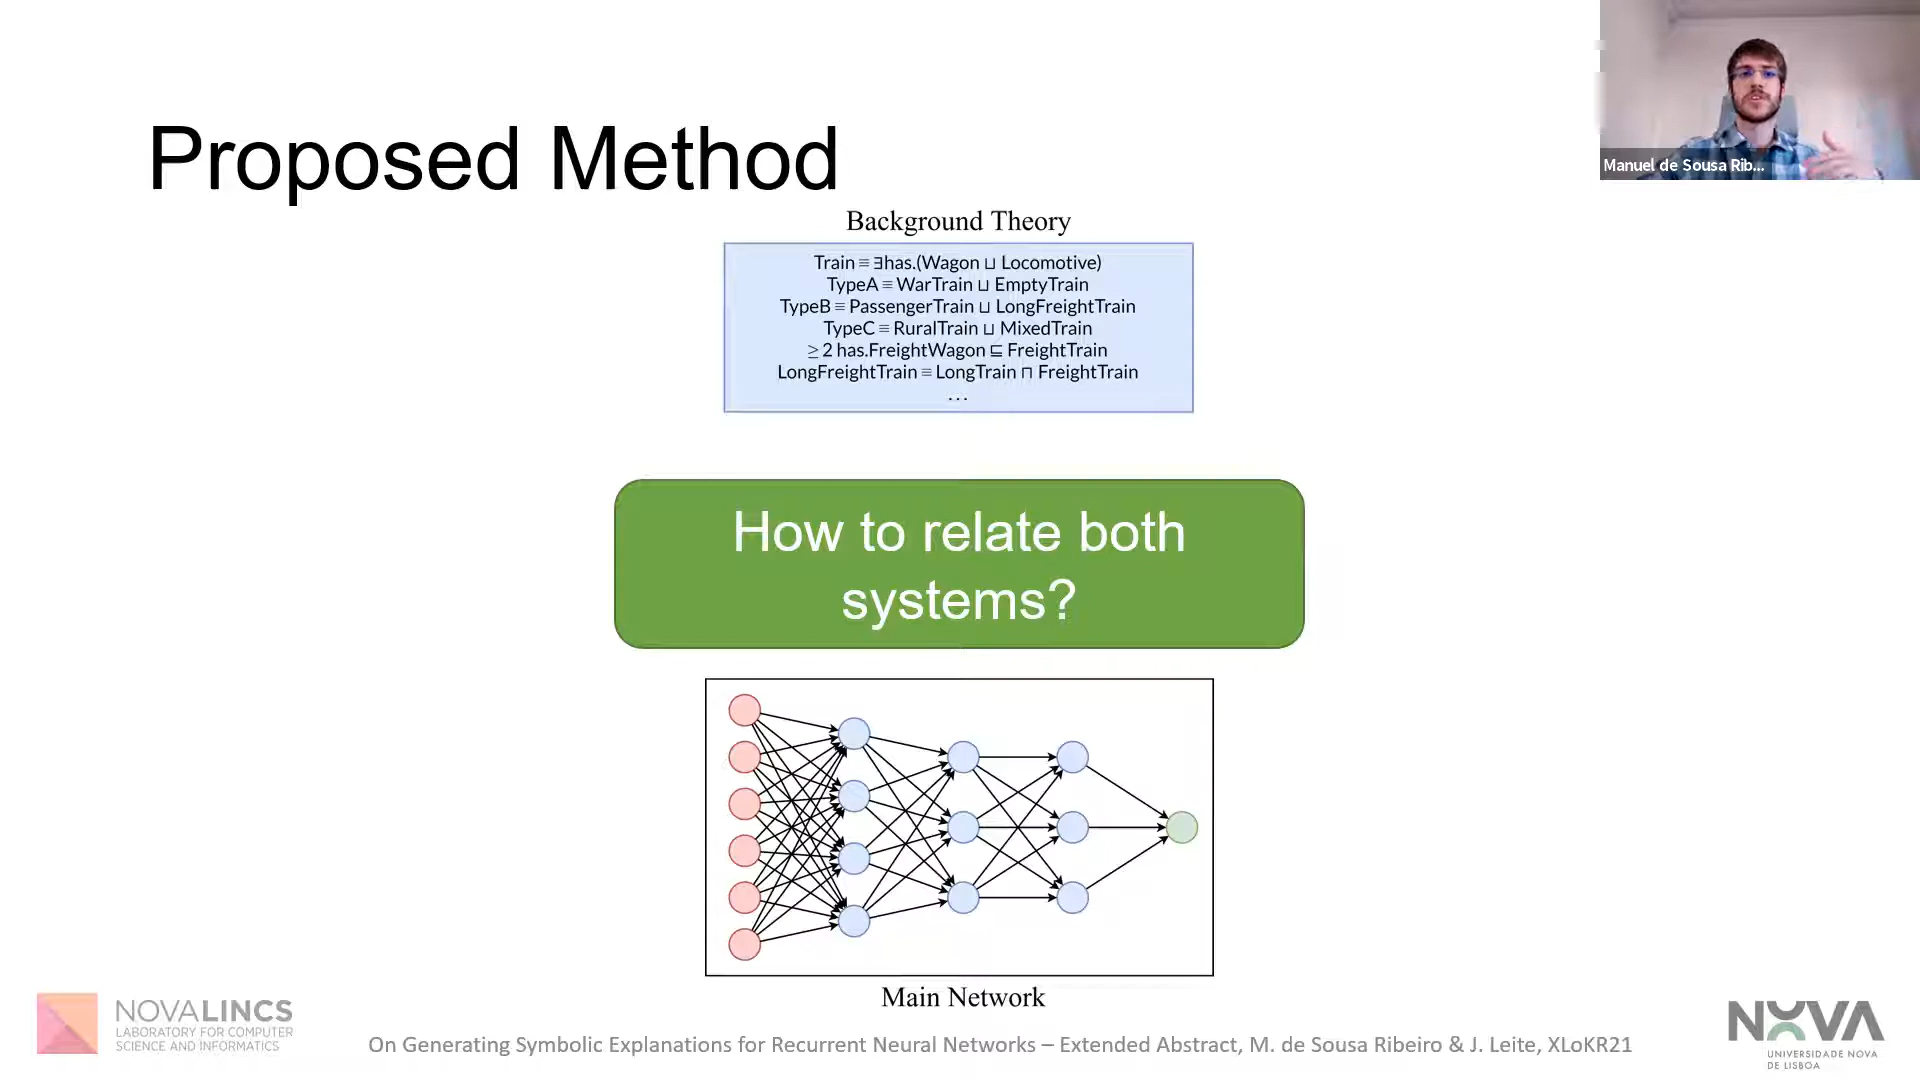 Manuel de Sousa Rib...
Proposed Method
Background Theory
Train ≡ ∃has.(Wagon ⊔ Locomotive)
TypeA ≡ WarTrain ⊔ EmptyTrain
TypeB ≡ PassengerTrain ⊔ LongFreightTrain
TypeC ≡ RuralTrain ⊔ MixedTrain
≥ 2 has.FreightWagon ⊑ FreightTrain
LongFreightTrain ≡ LongTrain ⊓ FreightTrain
...
How to relate both
systems?
Main Network
NOVALINCS
LABORATORY FOR COMPUTER
SCIENCE AND INFORMATICS
On Generating Symbolic Explanations for Recurrent Neural Networks – Extended Abstract, M. de Sousa Ribeiro & J. Leite, XLoKR21
NOVA
UNIVERSIDADE NOVA
DE LISBOA